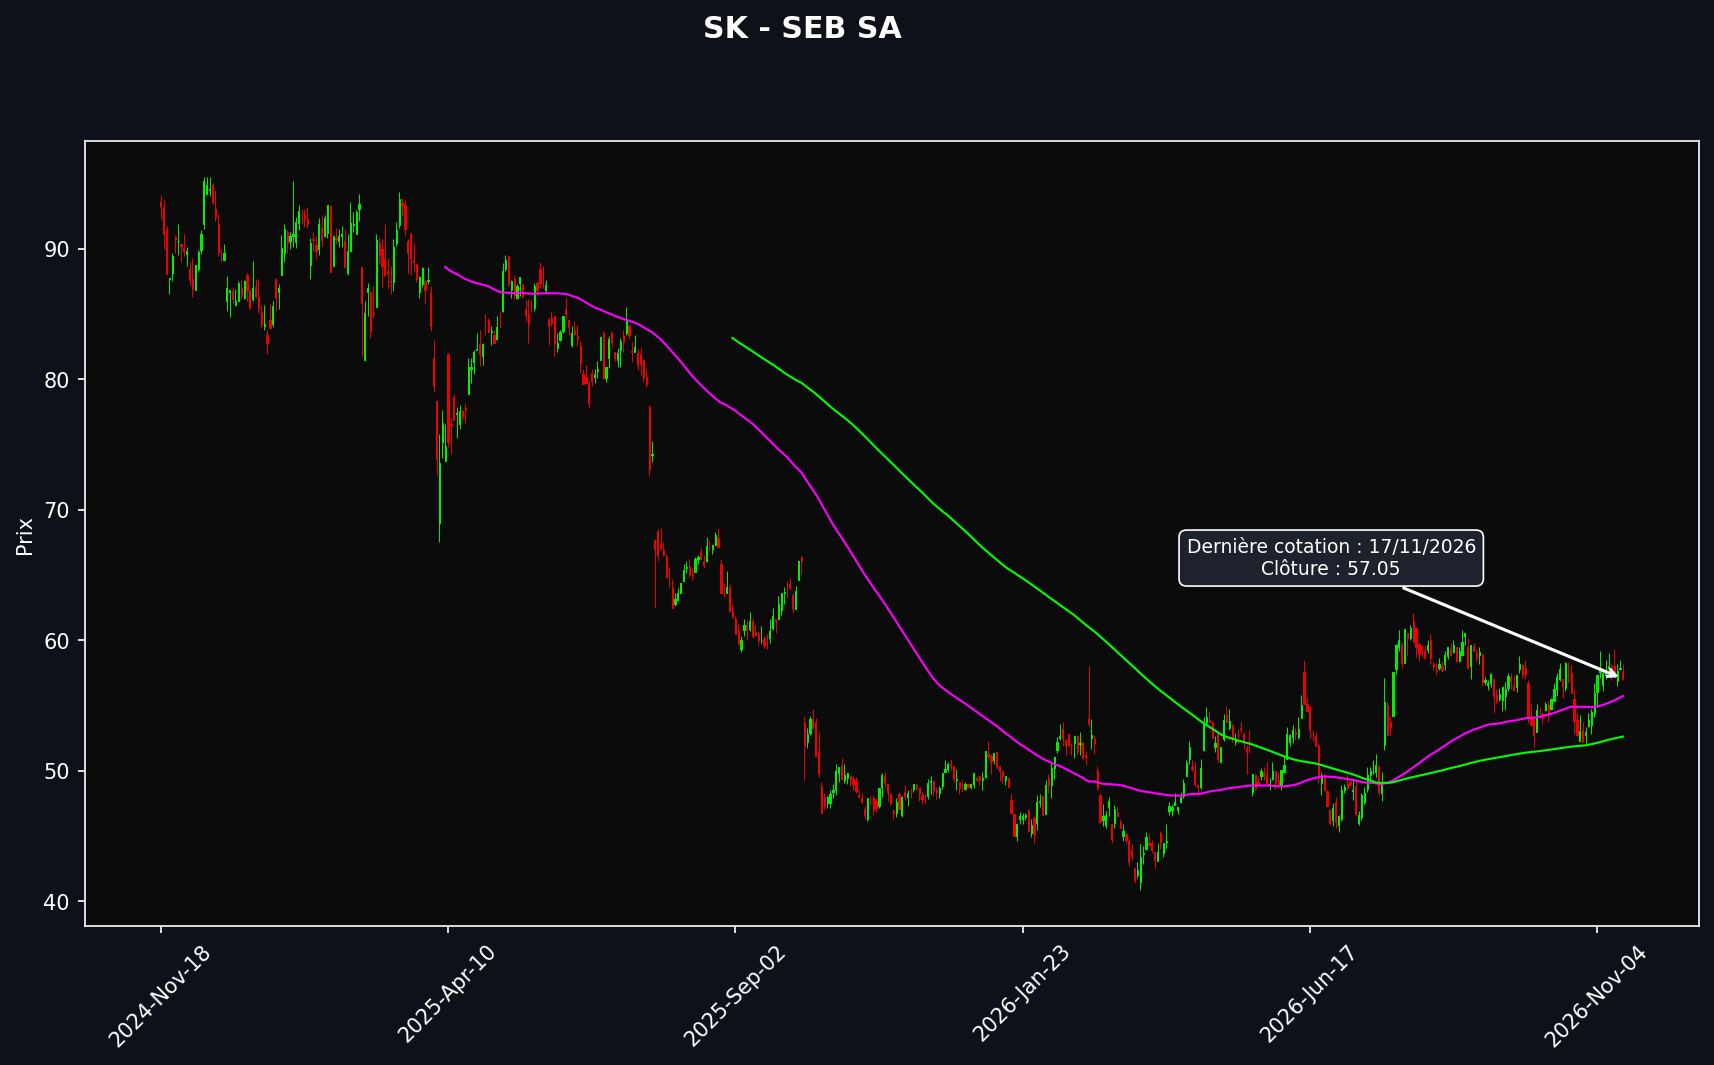 SK - SEB SA
Prix
90
80
70
60
50
40
Dernière cotation : 17/11/2026
Clôture : 57.05
2024-Nov-18
2025-Apr-10
2025-Sep-02
2026-Jan-23
2026-Jun-17
2026-Nov-04